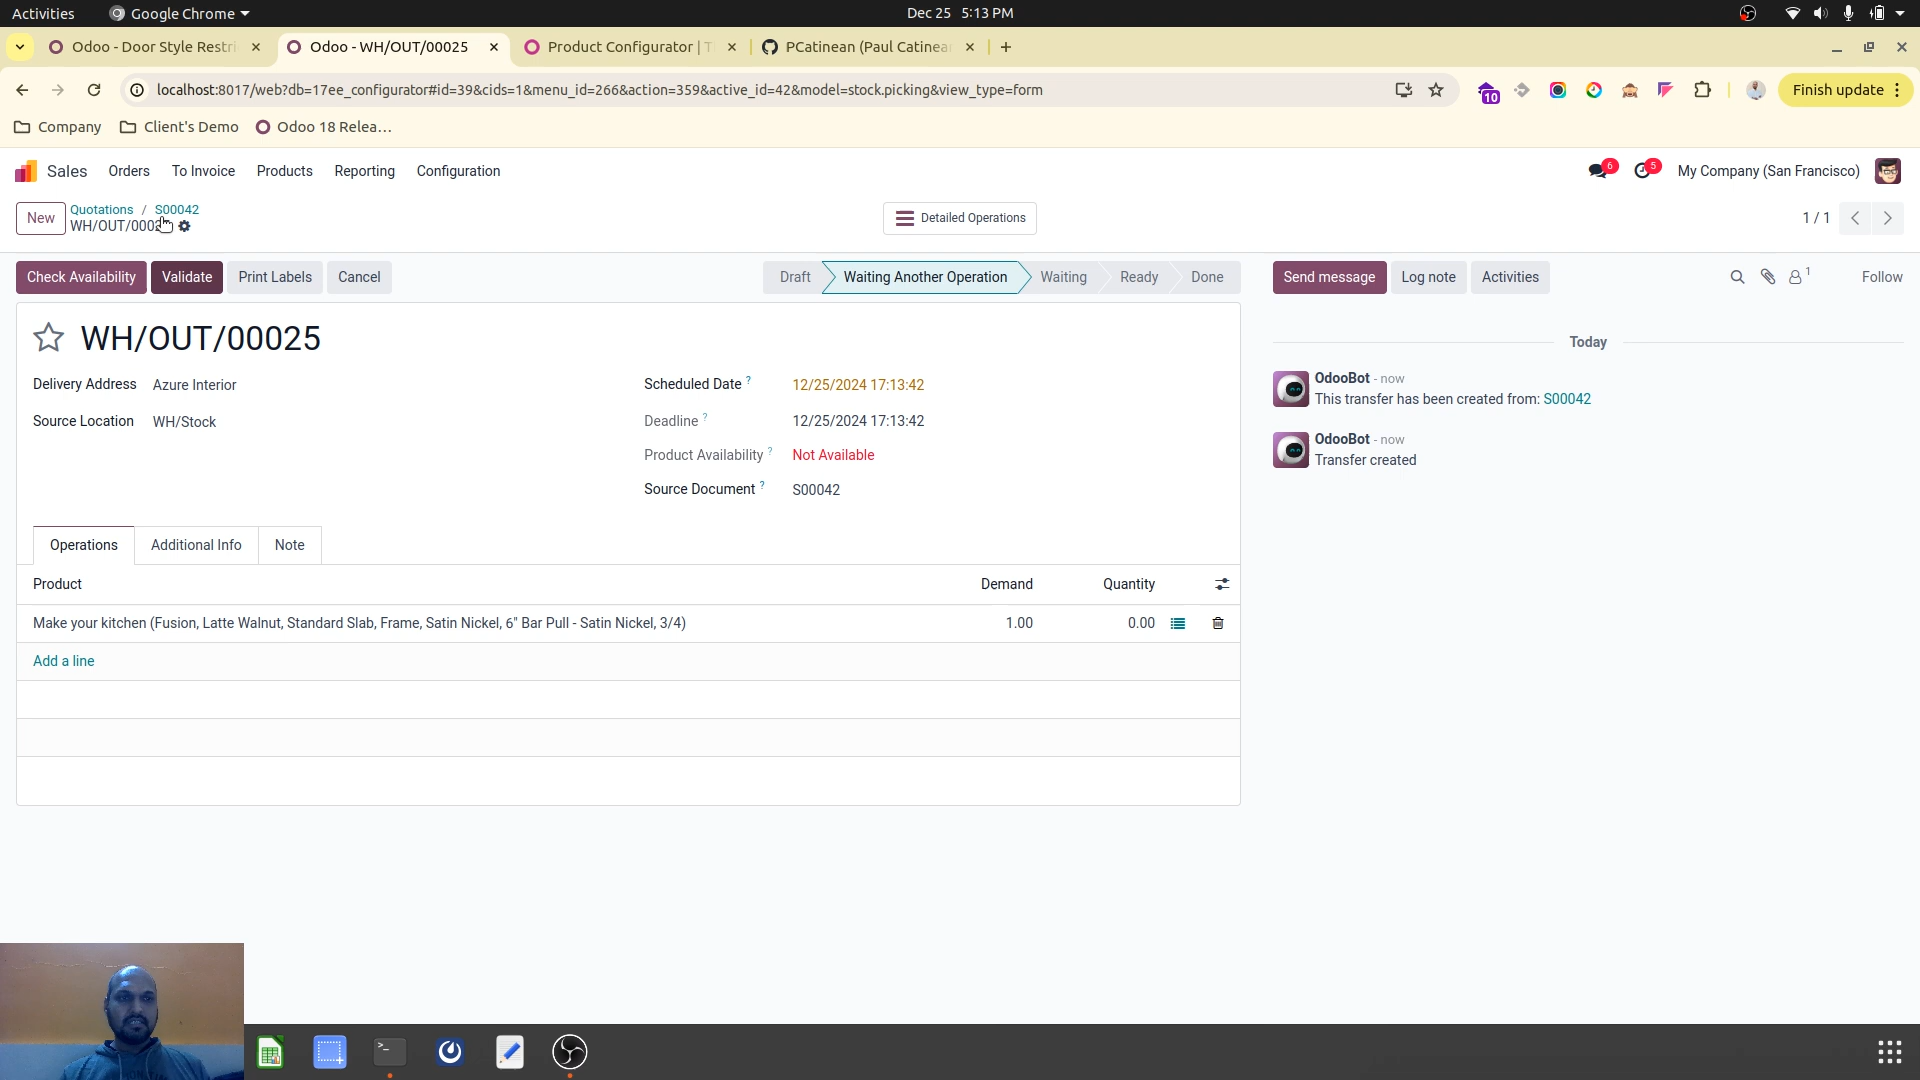 Activities Google Chrome Dec 25 5:13 PM
Odoo - Door Style Restri Odoo - WH/OUT/00025 Product Configurator | T PCatinean (Paul Catinea
localhost:8017/web?db=17ee_configurator#id=39&cids=1&menu_id=266&action=359&active_id=42&model=stock.picking&view_type=form 10 Finish update
Company Client's Demo Odoo 18 Relea...
Sales Orders To Invoice Products Reporting Configuration 6 5 My Company (San Francisco)
New Quotations / S00042 Detailed Operations 1 / 1
WH/OUT/0002
Check Availability Validate Print Labels Cancel Draft Waiting Another Operation Waiting Ready Done Send message Log note Activities 1 Follow
WH/OUT/00025
Today
Delivery Address Azure Interior Scheduled Date ? 12/25/2024 17:13:42
OdooBot - now
This transfer has been created from: S00042
Source Location WH/Stock Deadline ? 12/25/2024 17:13:42
OdooBot - now
Transfer created
Product Availability ? Not Available
Source Document ? S00042
Operations Additional Info Note
Product Demand Quantity
Make your kitchen (Fusion, Latte Walnut, Standard Slab, Frame, Satin Nickel, 6" Bar Pull - Satin Nickel, 3/4) 1.00 0.00
Add a line